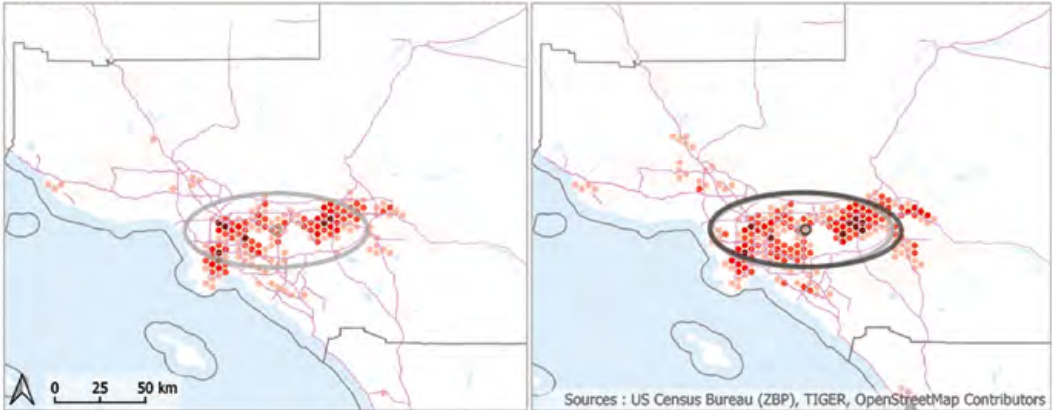 0 25 50 km
Sources : US Census Bureau (ZBP), TIGER, OpenStreetMap Contributors